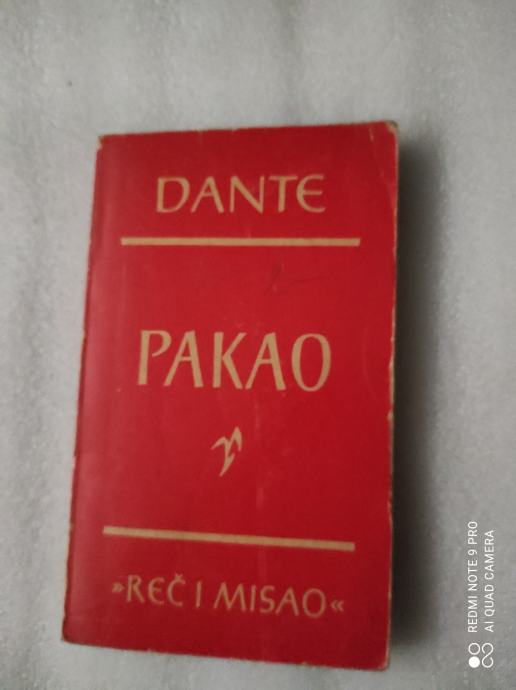 DANTE
PAKAO
»REČ I MISAO«
REDMI NOTE 9 PRO
AI QUAD CAMERA